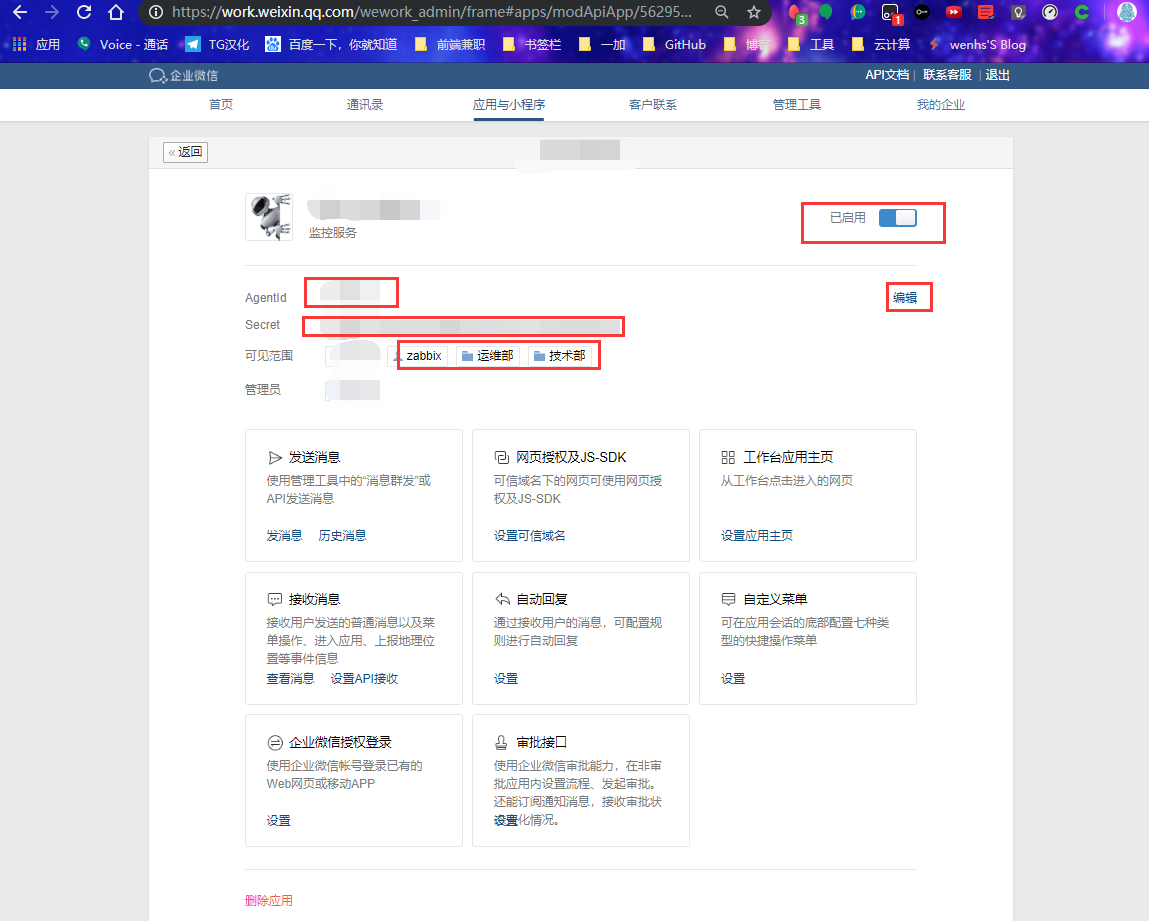 https://work.weixin.qq.com/wework_admin/frame#apps/modApiApp/56295...
3
1
应用 Voice - 通话 TG汉化 百度一下，你就知道 前端兼职 书签栏 一加 GitHub 博客 工具 云计算 wenhs'S Blog
企业微信 API文档 | 联系客服 | 退出
首页 通讯录 应用与小程序 客户联系 管理工具 我的企业
« 返回
监控服务
已启用
AgentId
编辑
Secret
可见范围 zabbix 运维部 技术部
管理员
发送消息
使用管理工具中的“消息群发”或
API发送消息
发消息 历史消息
网页授权及JS-SDK
可信域名下的网页可使用网页授
权及JS-SDK
设置可信域名
工作台应用主页
从工作台点击进入的网页
设置应用主页
接收消息
接收用户发送的普通消息以及菜
单操作、进入应用、上报地理位
置等事件信息
查看消息 设置API接收
自动回复
通过接收用户的消息，可配置规
则进行自动回复
设置
自定义菜单
可在应用会话的底部配置七种类
型的快捷操作菜单
设置
企业微信授权登录
使用企业微信帐号登录已有的
Web网页或移动APP
设置
审批接口
使用企业微信审批能力，在非审
批应用内设置流程、发起审批。
还能订阅通知消息，接收审批状
化情况。
设置
删除应用